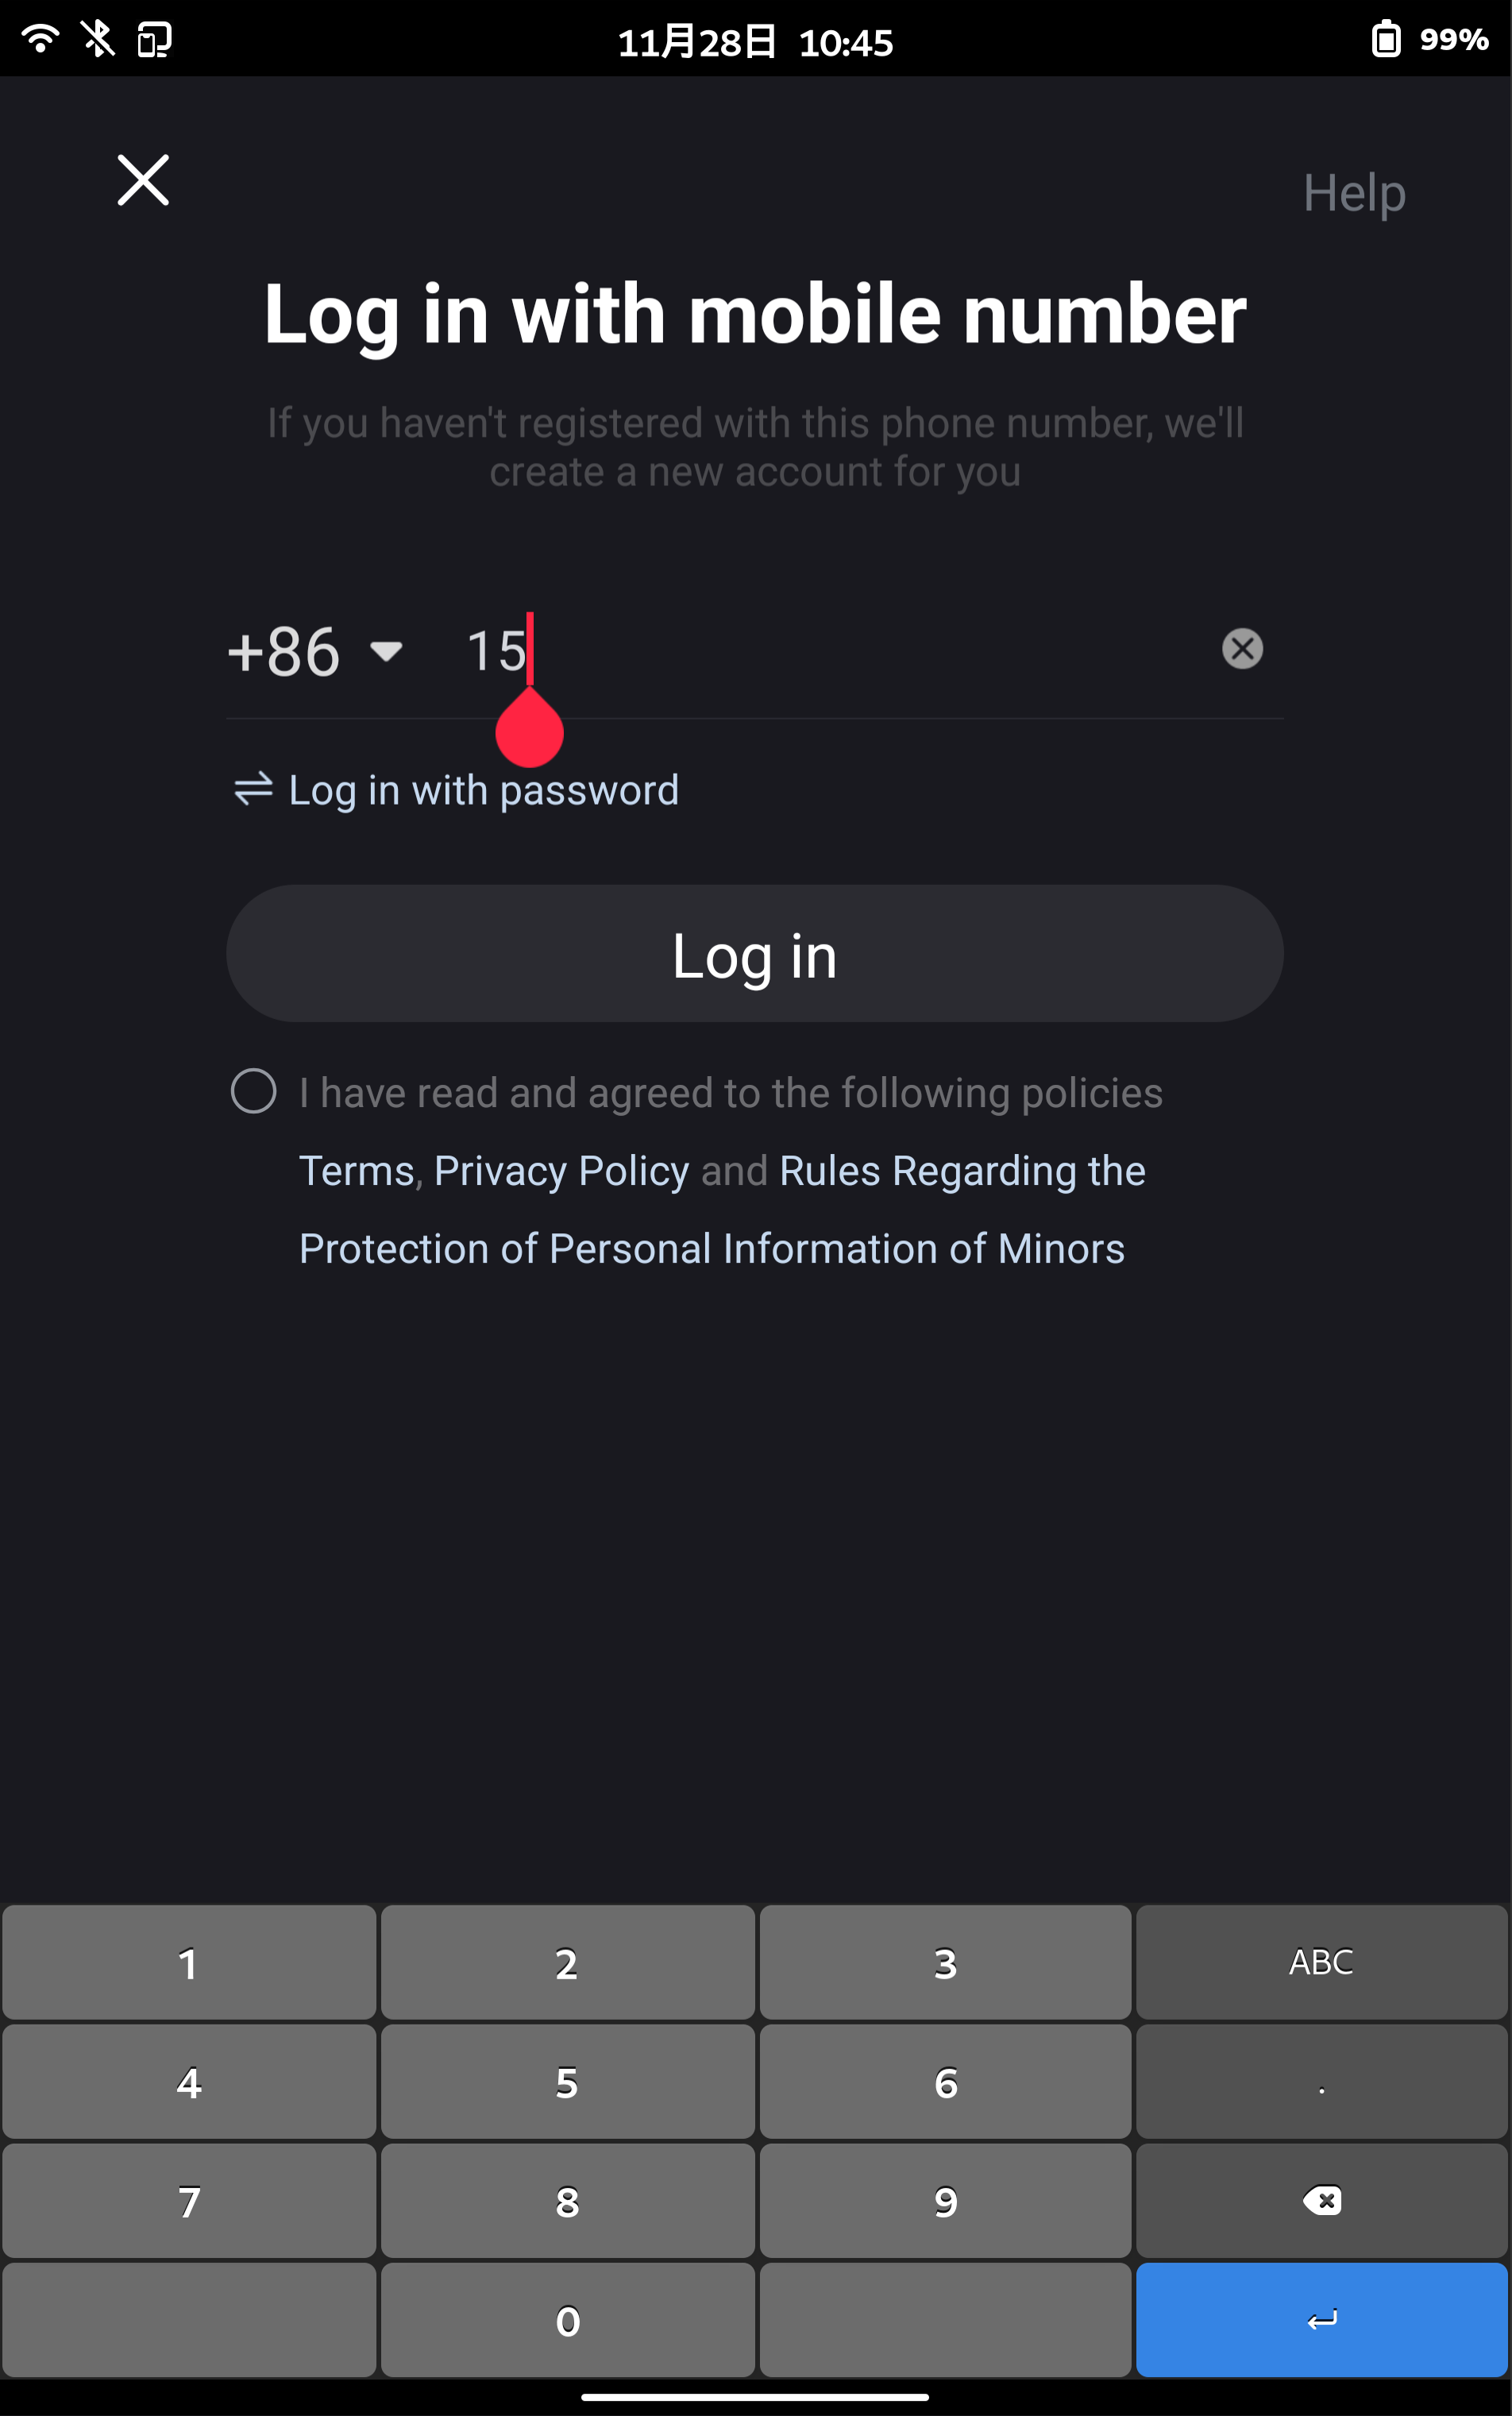 11月28日 10:45
99%
Help
Log in with mobile number
If you haven't registered with this phone number, we'll
create a new account for you
+86 15
Log in with password
Log in
I have read and agreed to the following policies
Terms, Privacy Policy and Rules Regarding the
Protection of Personal Information of Minors
1 2 3 ABC
4 5 6 .
7 8 9
0